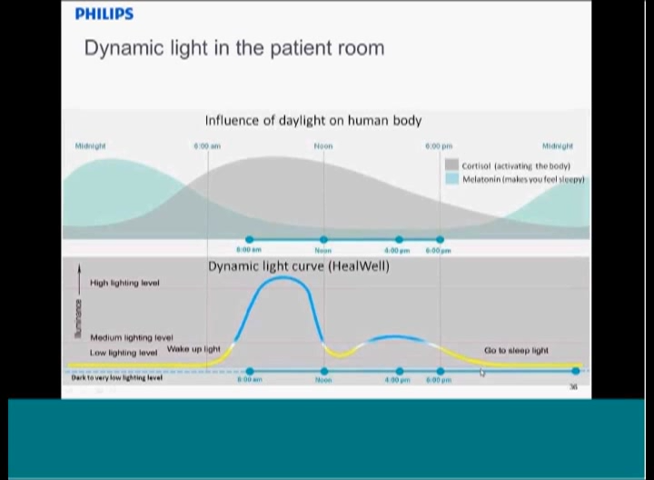 PHILIPS
Dynamic light in the patient room
Influence of daylight on human body
Midnight 6:00 am Noon 6:00 pm Midnight
Cortisol (activating the body)
Melatonin (makes you feel sleepy)
8:00 am Noon 4:00 pm 6:00 pm
Dynamic light curve (HealWell)
High lighting level
Illuminance
Medium lighting level
Low lighting level Wake up light Go to sleep light
Dark to very low lighting level
8:00 am Noon 4:00 pm 6:00 pm
36